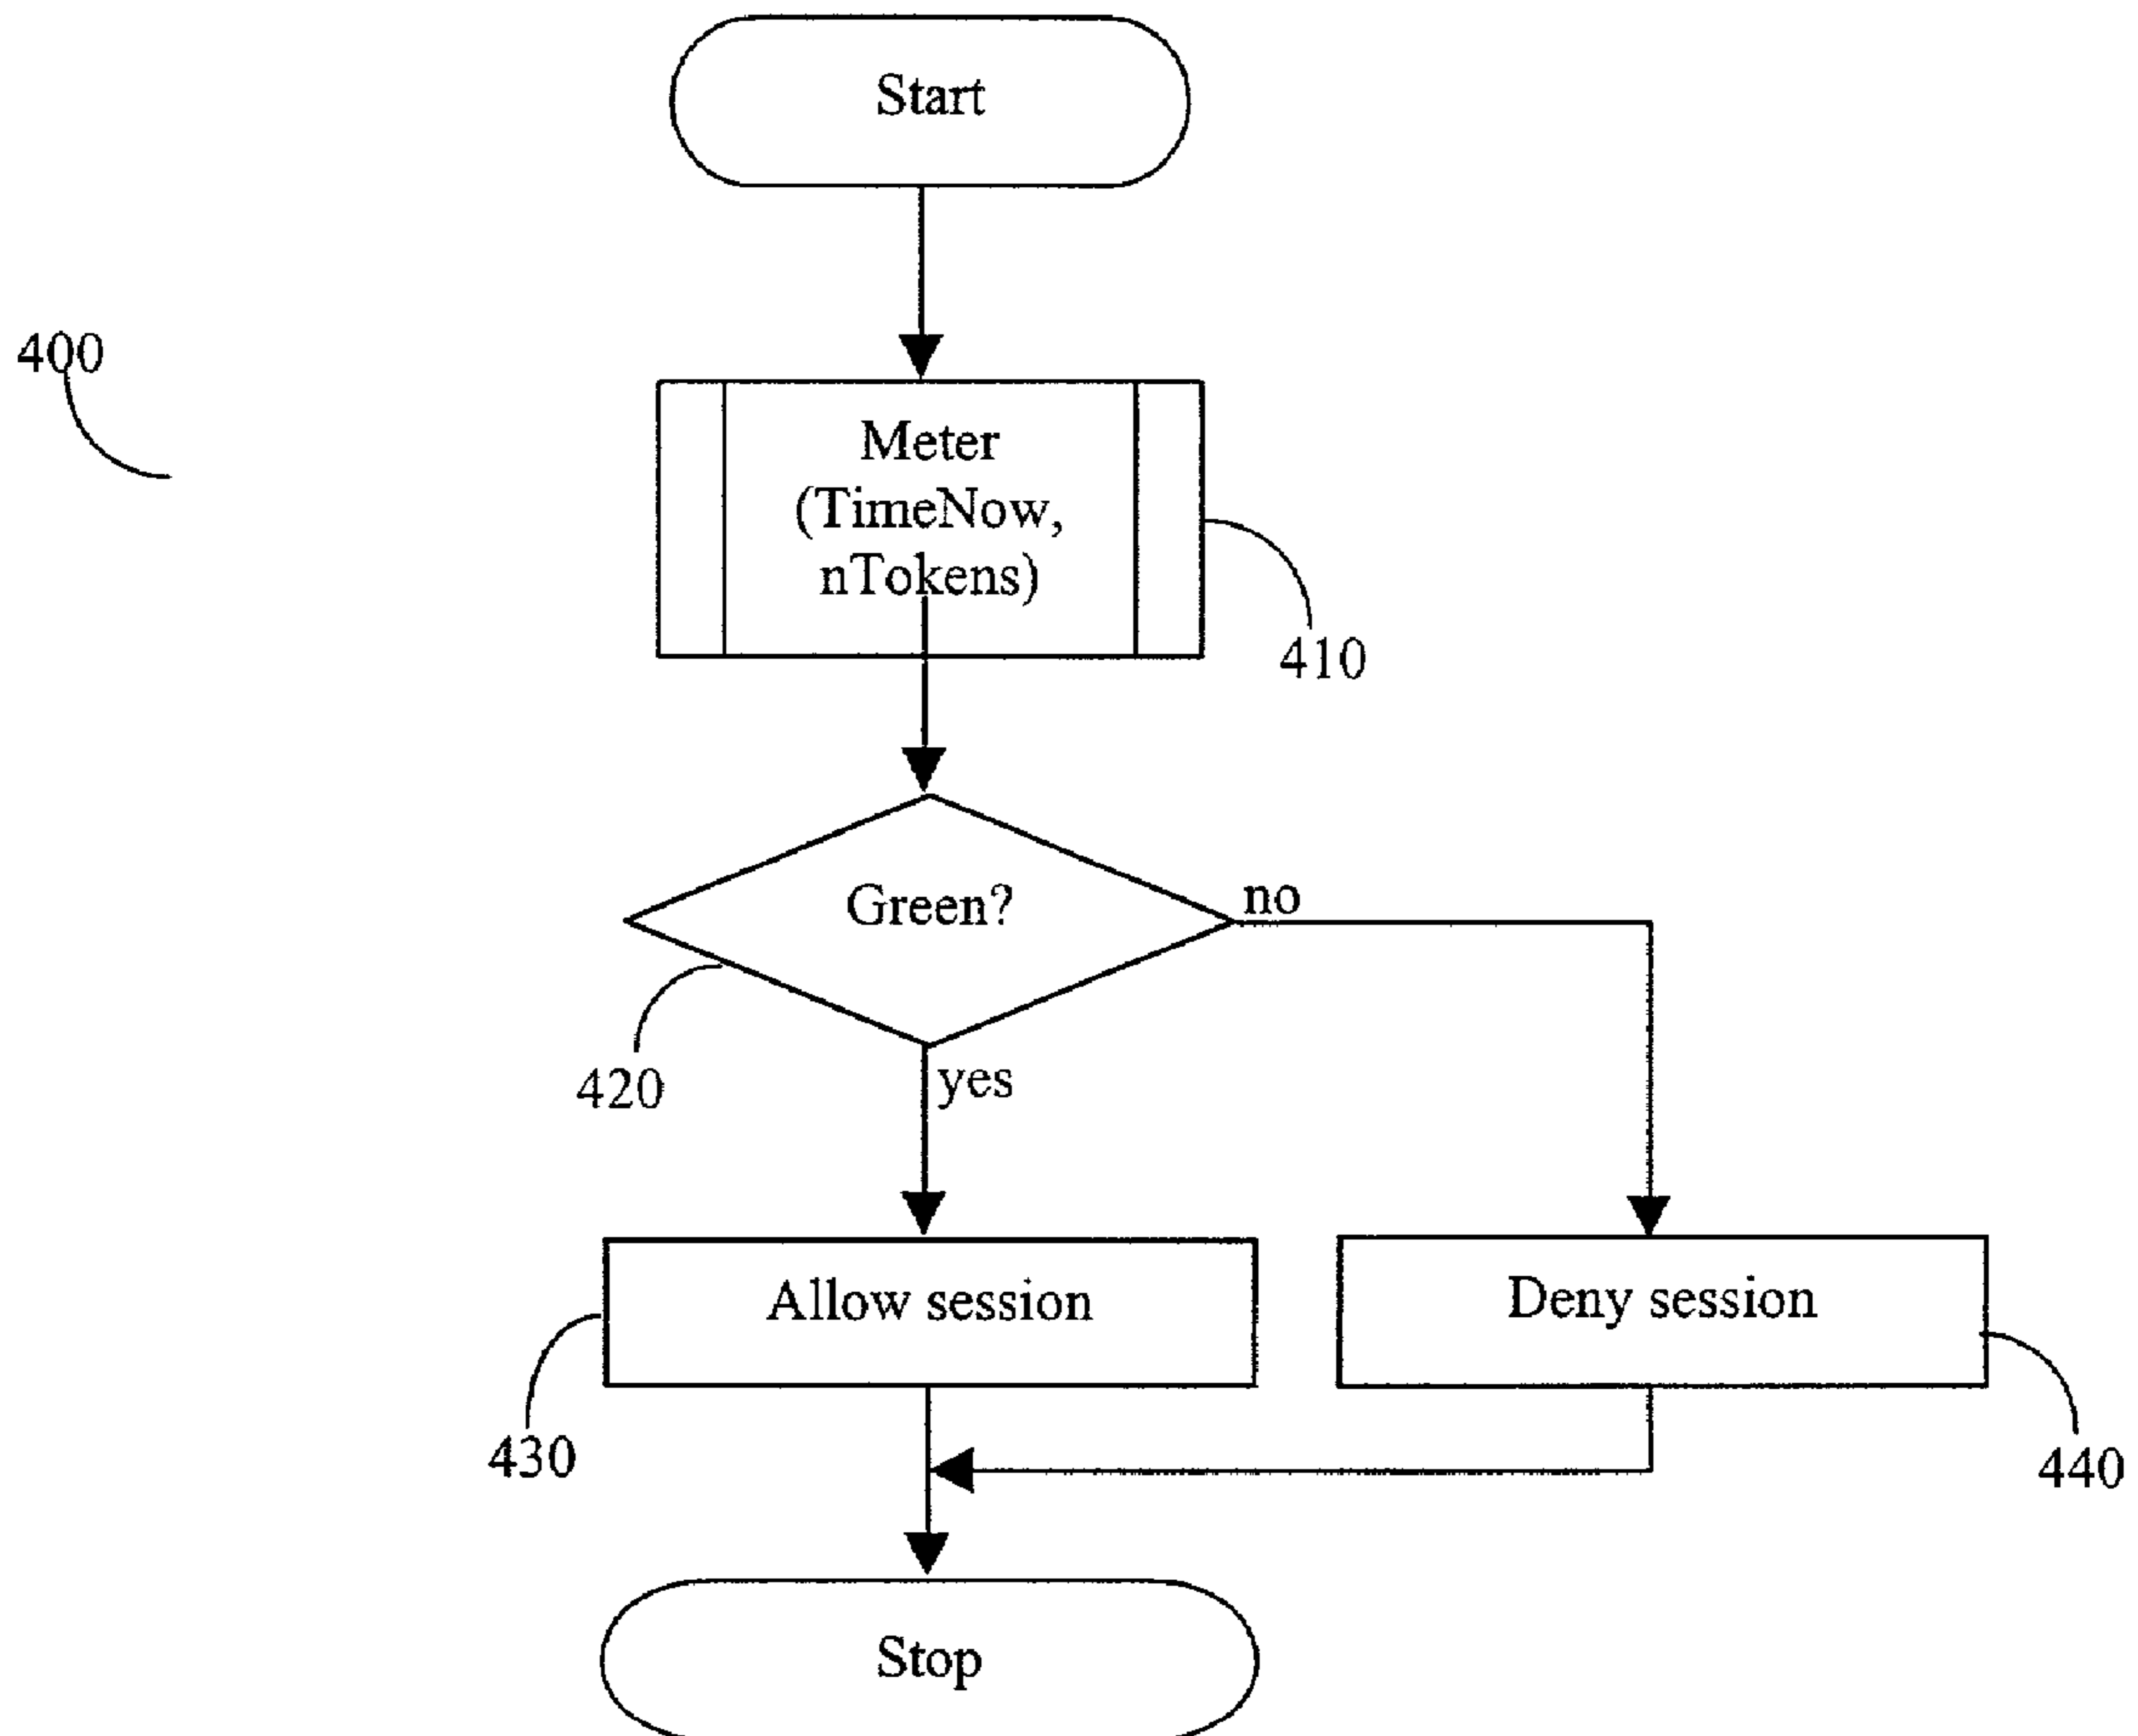 Start
400
Meter
(TimeNow,
nTokens)
410
Green?
no
420
yes
Allow session
Deny session
430
440
Stop